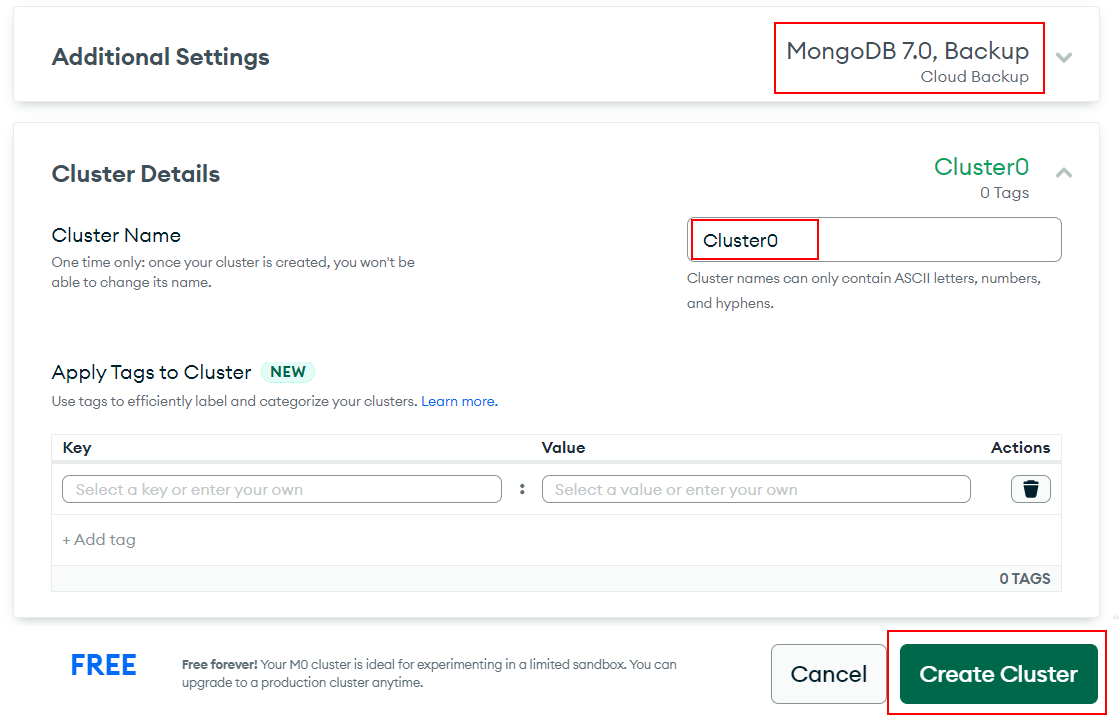 Additional Settings
MongoDB 7.0, Backup
Cloud Backup
Cluster Details
Cluster0
0 Tags
Cluster Name
One time only: once your cluster is created, you won't be
able to change its name.
Cluster0
Cluster names can only contain ASCII letters, numbers,
and hyphens.
Apply Tags to Cluster NEW
Use tags to efficiently label and categorize your clusters. Learn more.
Key Value Actions
Select a key or enter your own : Select a value or enter your own
+ Add tag
0 TAGS
FREE
Free forever! Your M0 cluster is ideal for experimenting in a limited sandbox. You can
upgrade to a production cluster anytime.
Cancel Create Cluster